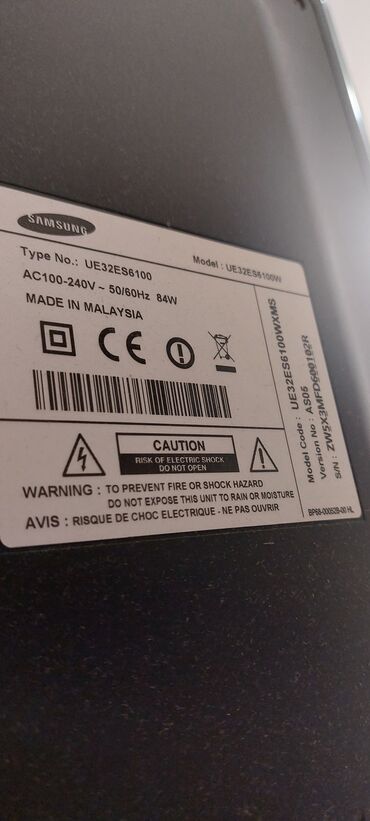 SAMSUNG
Type No.: UE32ES6100
Model : UE32ES6100W
AC100-240V ~ 50/60Hz 84W
MADE IN MALAYSIA
CAUTION
RISK OF ELECTRIC SHOCK
DO NOT OPEN
WARNING : TO PREVENT FIRE OR SHOCK HAZARD
DO NOT EXPOSE THIS UNIT TO RAIN OR MOISTURE
AVIS : RISQUE DE CHOC ELECTRIQUE - NE PAS OUVRIR
Model Code : UE32ES6100WXMS
Version No : AS05
S/N : ZW5X3MFD600102R